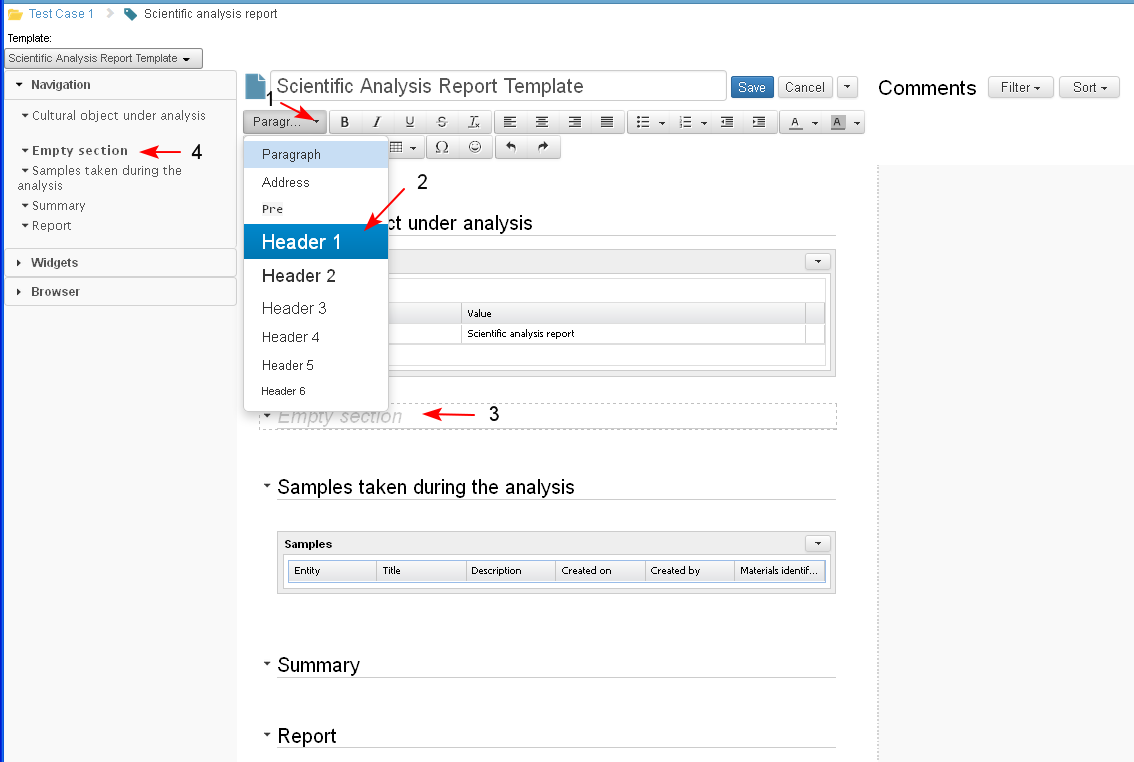 Test Case 1 Scientific analysis report
Template:
Scientific Analysis Report Template
Navigation
Cultural object under analysis
Empty section
Samples taken during the
analysis
Summary
Report
Widgets
Browser
4
Scientific Analysis Report Template
Save
Cancel
1
Paragr...
B I U S Tx
A A
Ω
Paragraph
Address
Pre
Header 1
Header 2
Header 3
Header 4
Header 5
Header 6
2
ct under analysis
Value
Scientific analysis report
Empty section
3
Samples taken during the analysis
Samples
Entity Title Description Created on Created by Materials identif...
Summary
Report
Comments
Filter
Sort